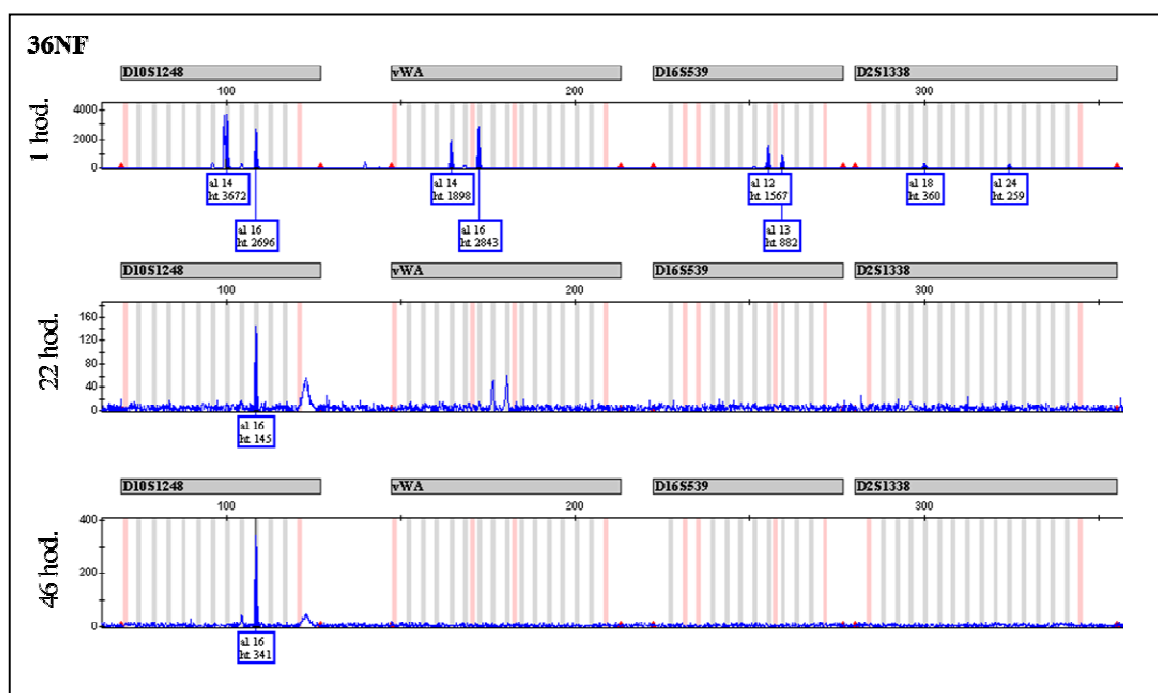 36NF
1 hod.
D10S1248 vWA D16S539 D2S1338
100 200 300
4000
2000
0
al 14 al 14 al 12 al 18 al 24
ht 3672 ht 1898 ht 1567 ht 360 ht 259
al 16 al 16 al 13
ht 2696 ht 2843 ht 882
22 hod.
D10S1248 vWA D16S539 D2S1338
100 200 300
160
120
80
40
0
al 16
ht 145
46 hod.
D10S1248 vWA D16S539 D2S1338
100 200 300
400
200
0
al 16
ht 341